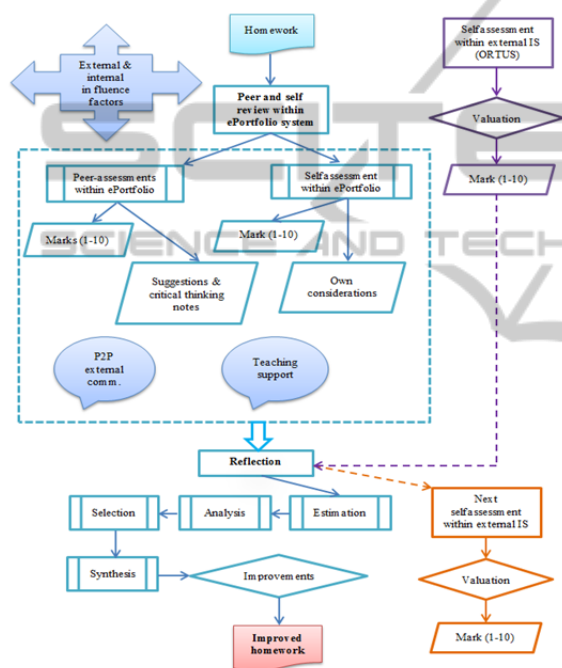 Homework
External &
internal
in fluence
factors
Selfassessment
within external IS
(ORTUS)
Peer and self
review within
ePortfolio system
Valuation
Peer-assessments
within ePortfolio
Selfassessment
within ePortfolio
Mark (1-10)
Marks (1-10)
Mark (1-10)
SCIENCE AND TECH
Suggestions &
critical thinking
notes
Own
considerations
P2P
external
comm.
Teaching
support
Reflection
Next
selfassessment
within external IS
Selection
Analysis
Estimation
Synthesis
Improvements
Valuation
Improved
homework
Mark (1-10)